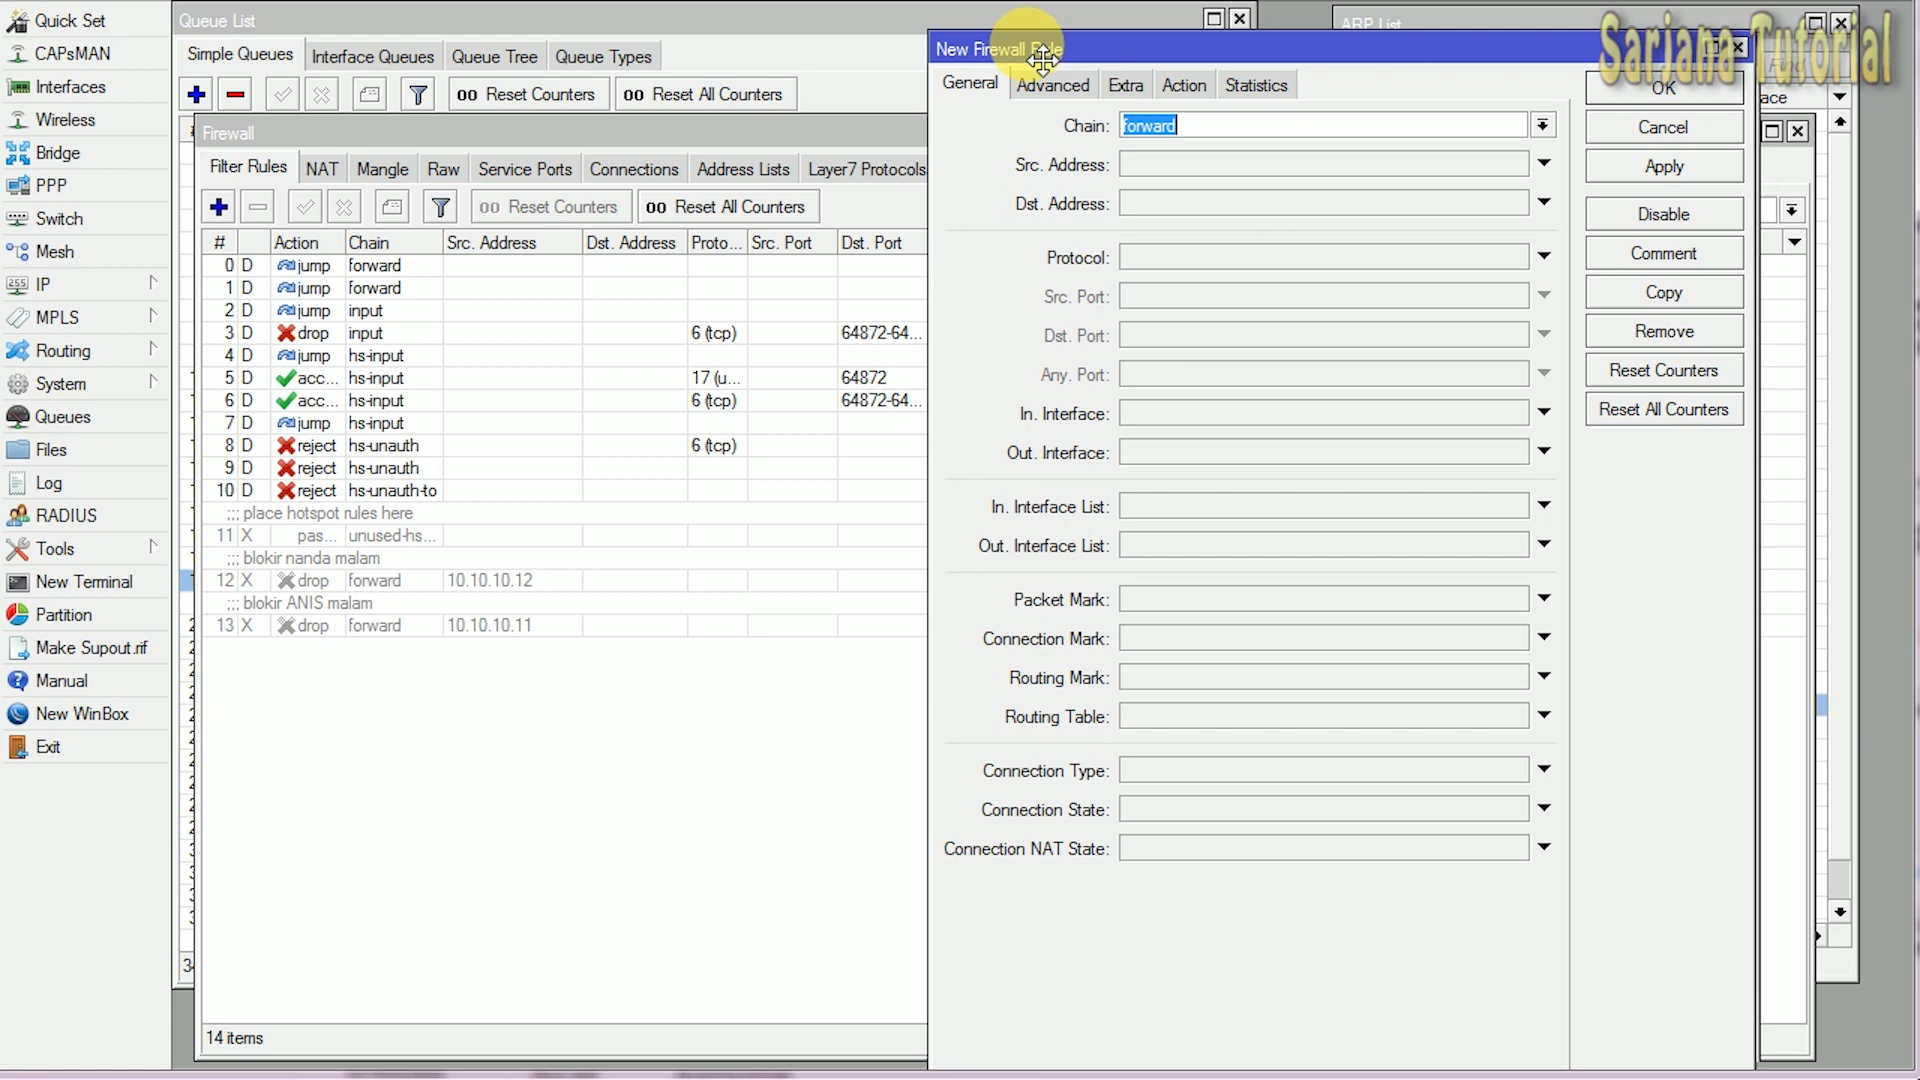 Quick Set
CAPsMAN
Interfaces
Wireless
Bridge
PPP
Switch
Mesh
IP
MPLS
Routing
System
Queues
Files
Log
RADIUS
Tools
New Terminal
Partition
Make Supout.rif
Manual
New WinBox
Exit
Queue List
Simple Queues Interface Queues Queue Tree Queue Types
00 Reset Counters 00 Reset All Counters
Firewall
Filter Rules NAT Mangle Raw Service Ports Connections Address Lists Layer7 Protocols
00 Reset Counters 00 Reset All Counters
# Action Chain Src. Address Dst. Address Proto... Src. Port Dst. Port
0 D jump forward
1 D jump forward
2 D jump input
3 D drop input 6 (tcp) 64872-64...
4 D jump hs-input
5 D acc... hs-input 17 (u... 64872
6 D acc... hs-input 6 (tcp) 64872-64...
7 D jump hs-input
8 D reject hs-unauth 6 (tcp)
9 D reject hs-unauth
10 D reject hs-unauth-to
;;; place hotspot rules here
11 X pas... unused-hs...
;;; blokir nanda malam
12 X drop forward 10.10.10.12
;;; blokir ANIS malam
13 X drop forward 10.10.10.11
14 items
ARP List
Sarjana Tutorial
Find
New Firewall Rule
General Advanced Extra Action Statistics
Chain: forward
Src. Address:
Dst. Address:
Protocol:
Src. Port:
Dst. Port:
Any. Port:
In. Interface:
Out. Interface:
In. Interface List:
Out. Interface List:
Packet Mark:
Connection Mark:
Routing Mark:
Routing Table:
Connection Type:
Connection State:
Connection NAT State:
OK
Cancel
Apply
Disable
Comment
Copy
Remove
Reset Counters
Reset All Counters